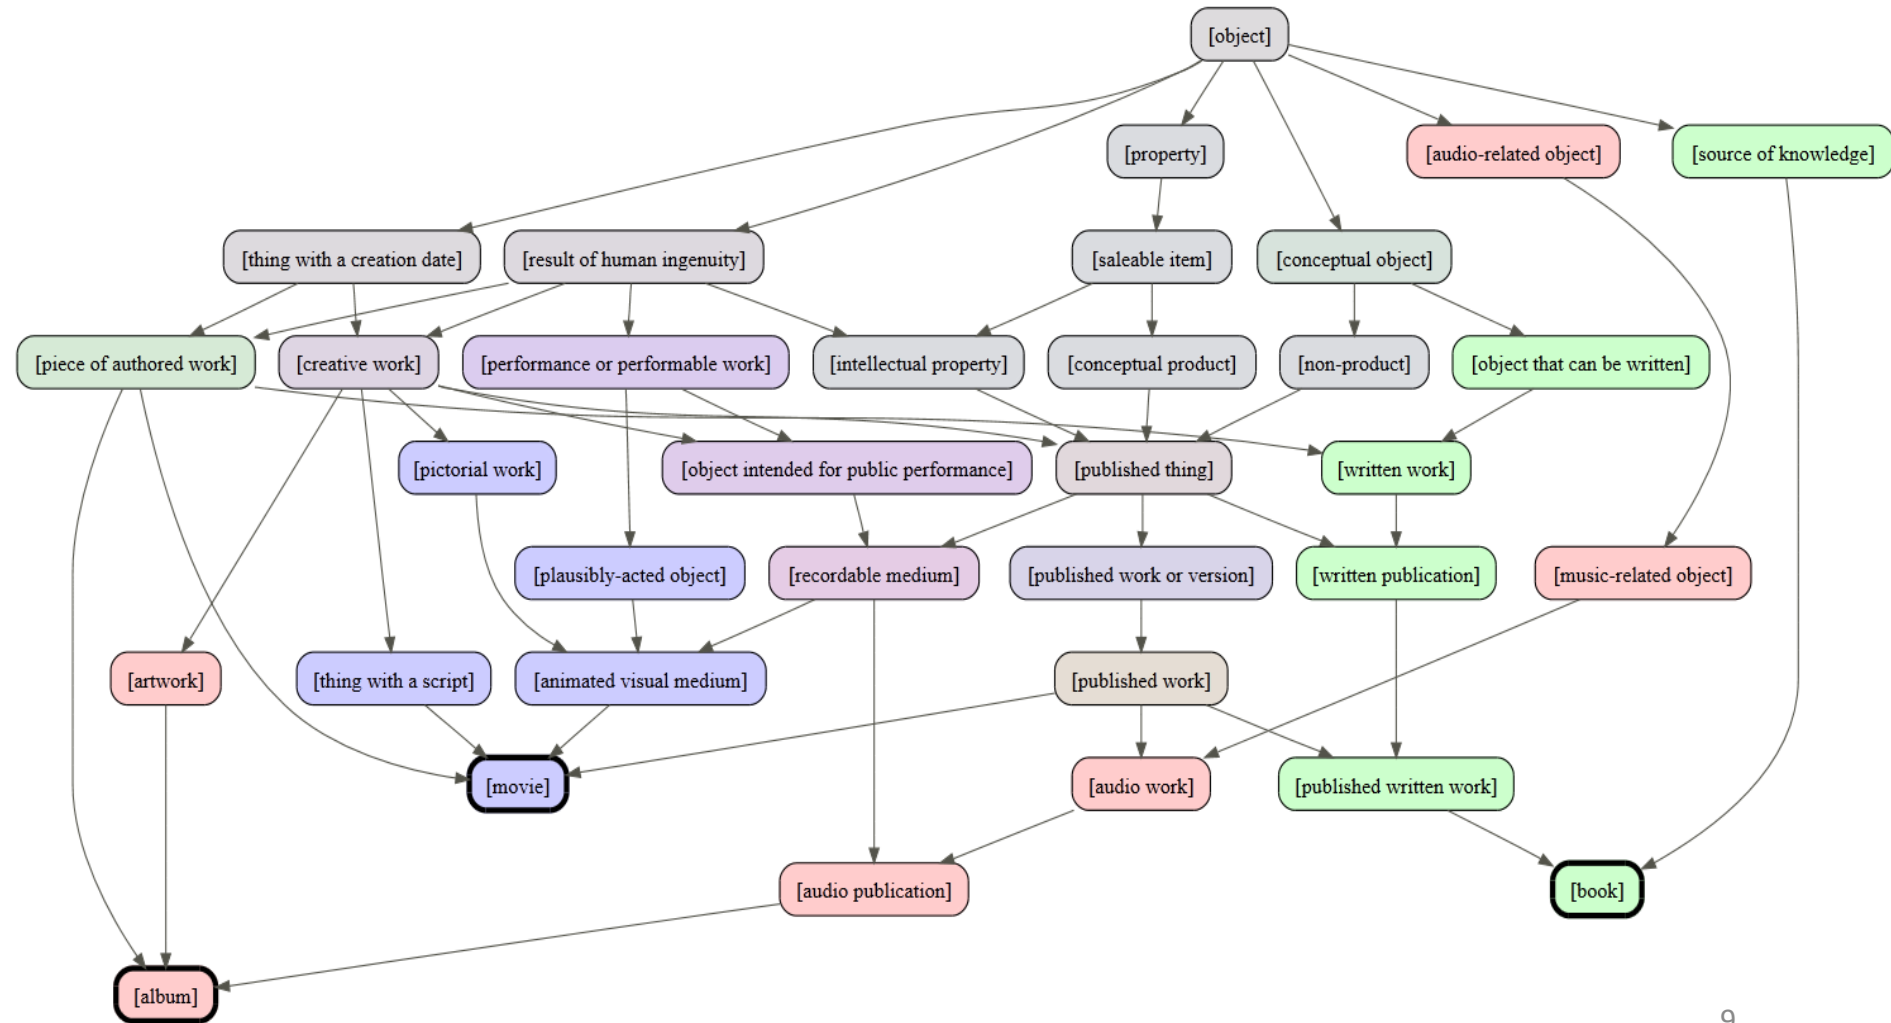 [object]
[property]
[audio-related object]
[source of knowledge]
[thing with a creation date]
[result of human ingenuity]
[saleable item]
[conceptual object]
[piece of authored work]
[creative work]
[performance or performable work]
[intellectual property]
[conceptual product]
[non-product]
[object that can be written]
[pictorial work]
[object intended for public performance]
[published thing]
[written work]
[plausibly-acted object]
[recordable medium]
[published work or version]
[written publication]
[music-related object]
[artwork]
[thing with a script]
[animated visual medium]
[published work]
[movie]
[audio work]
[published written work]
[audio publication]
[book]
[album]
9